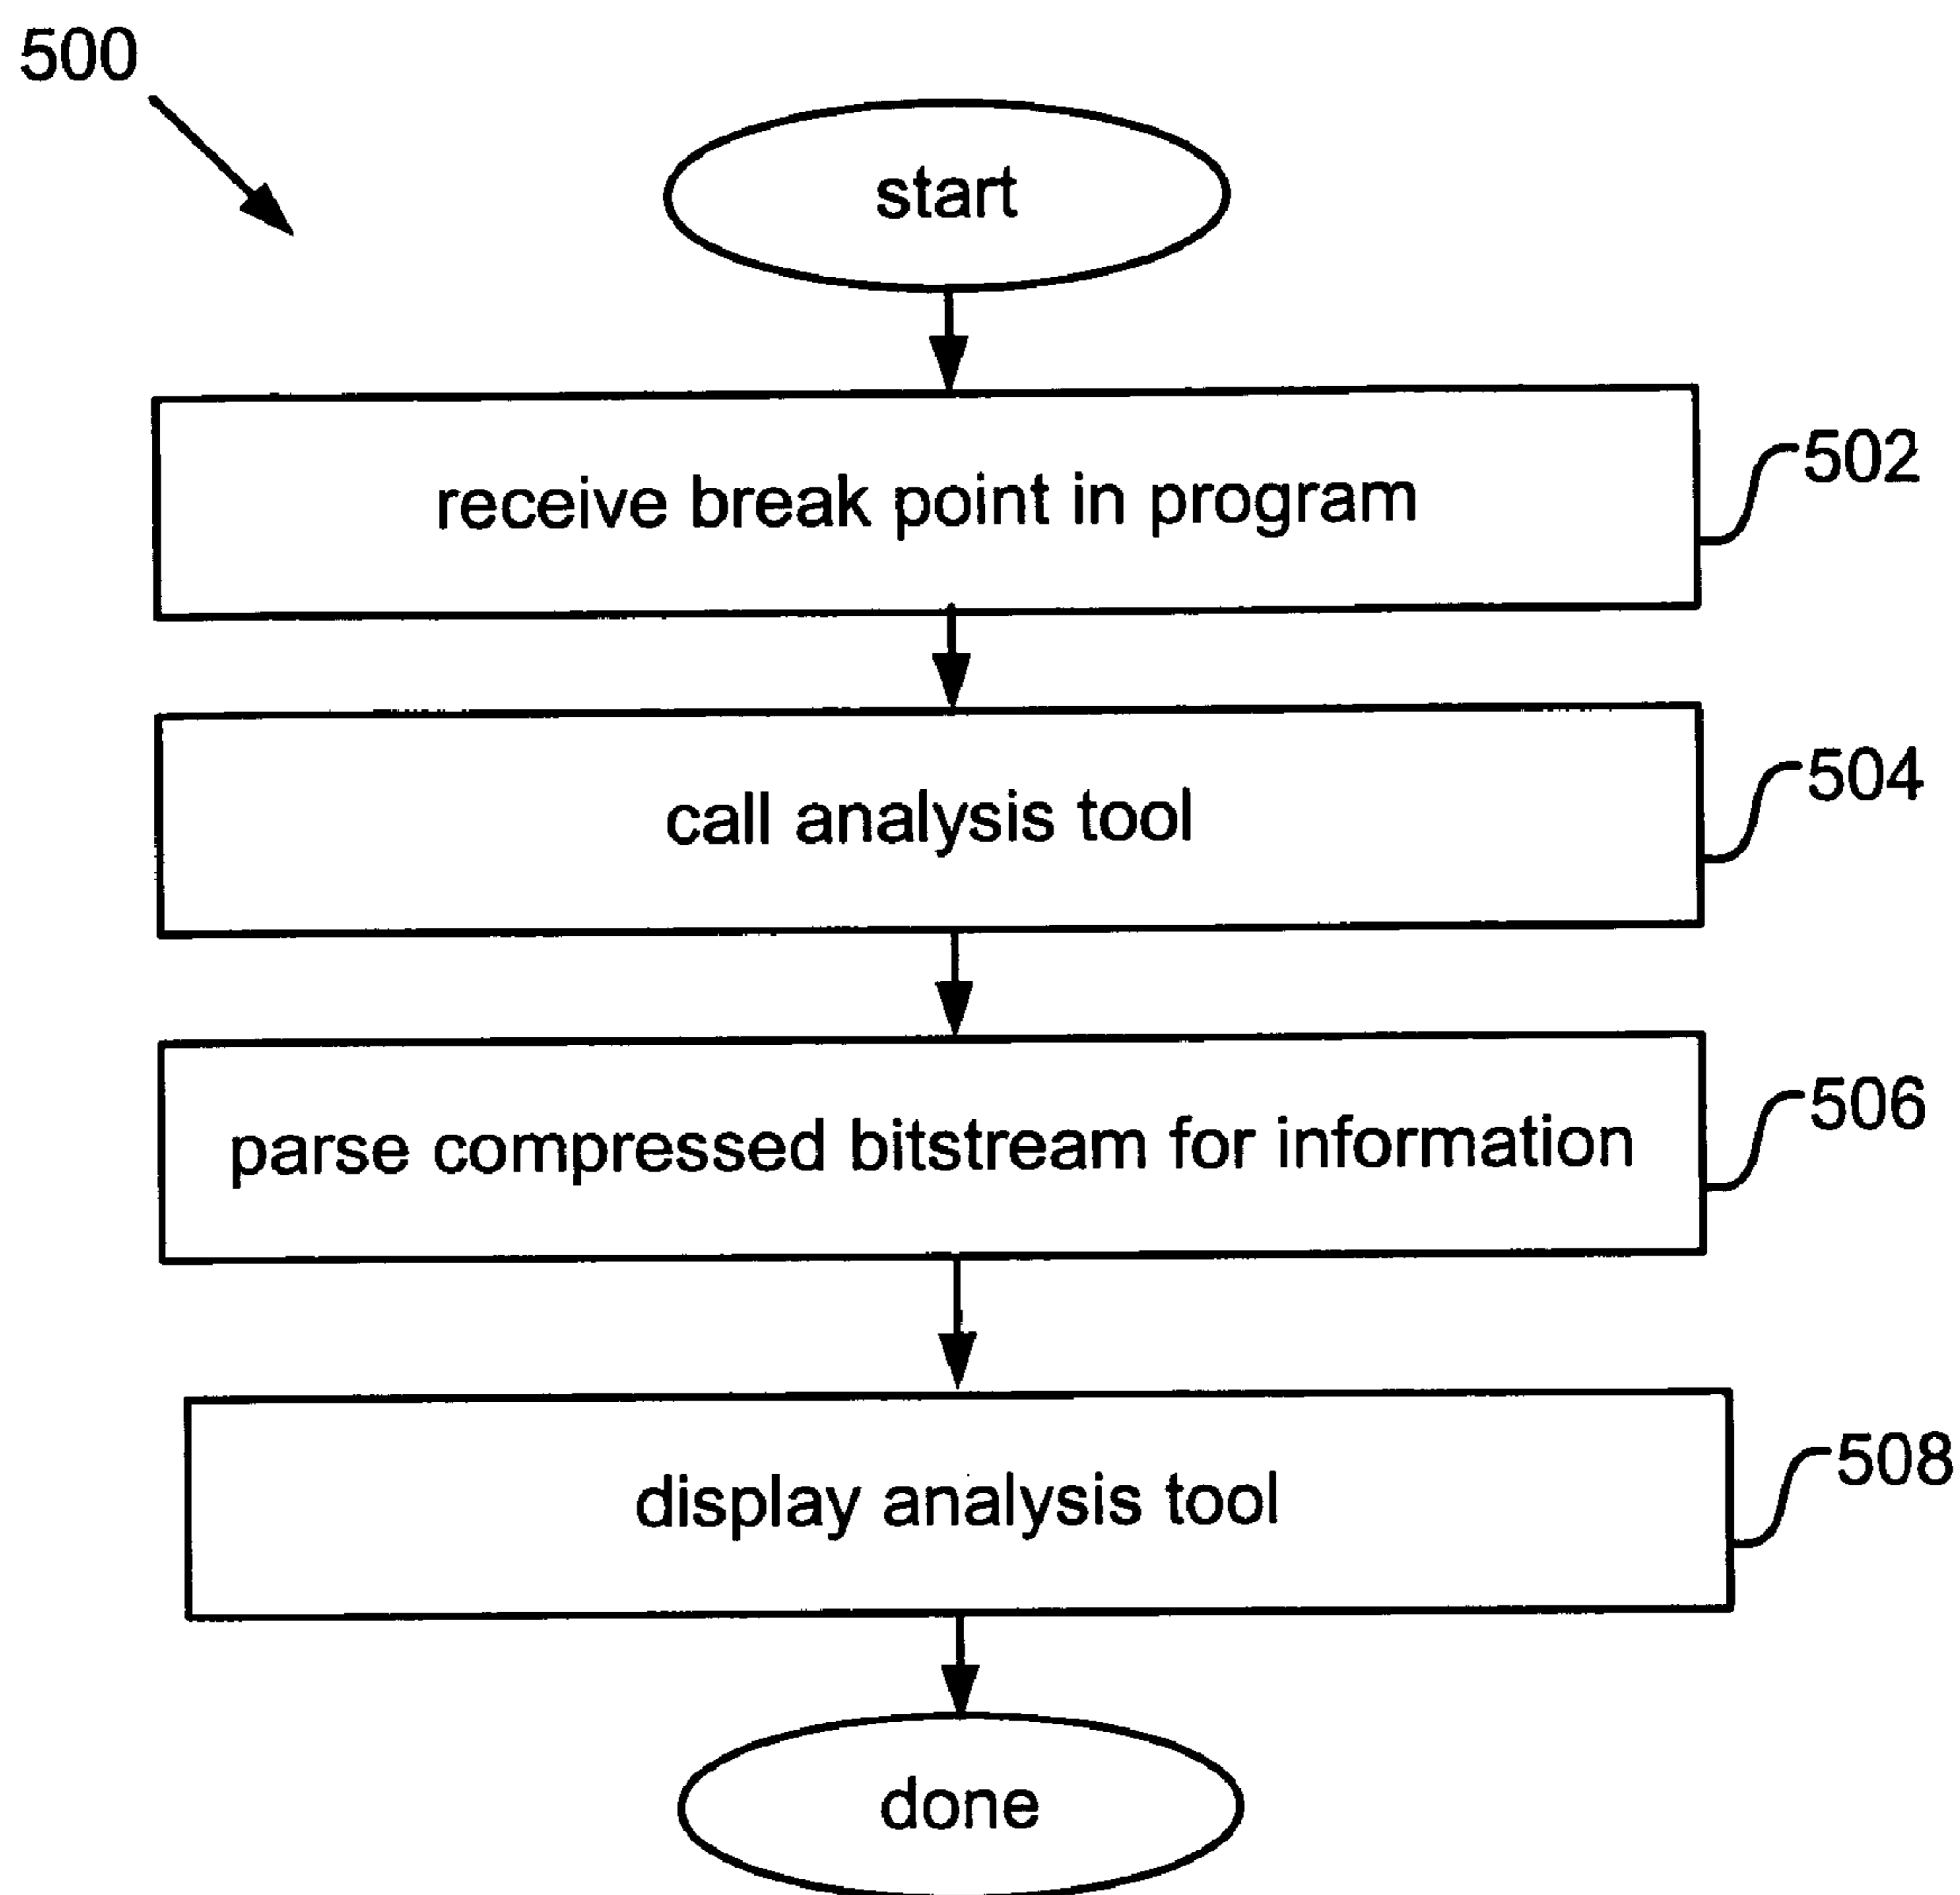 500
start
receive break point in program
502
call analysis tool
504
parse compressed bitstream for information
506
display analysis tool
508
done